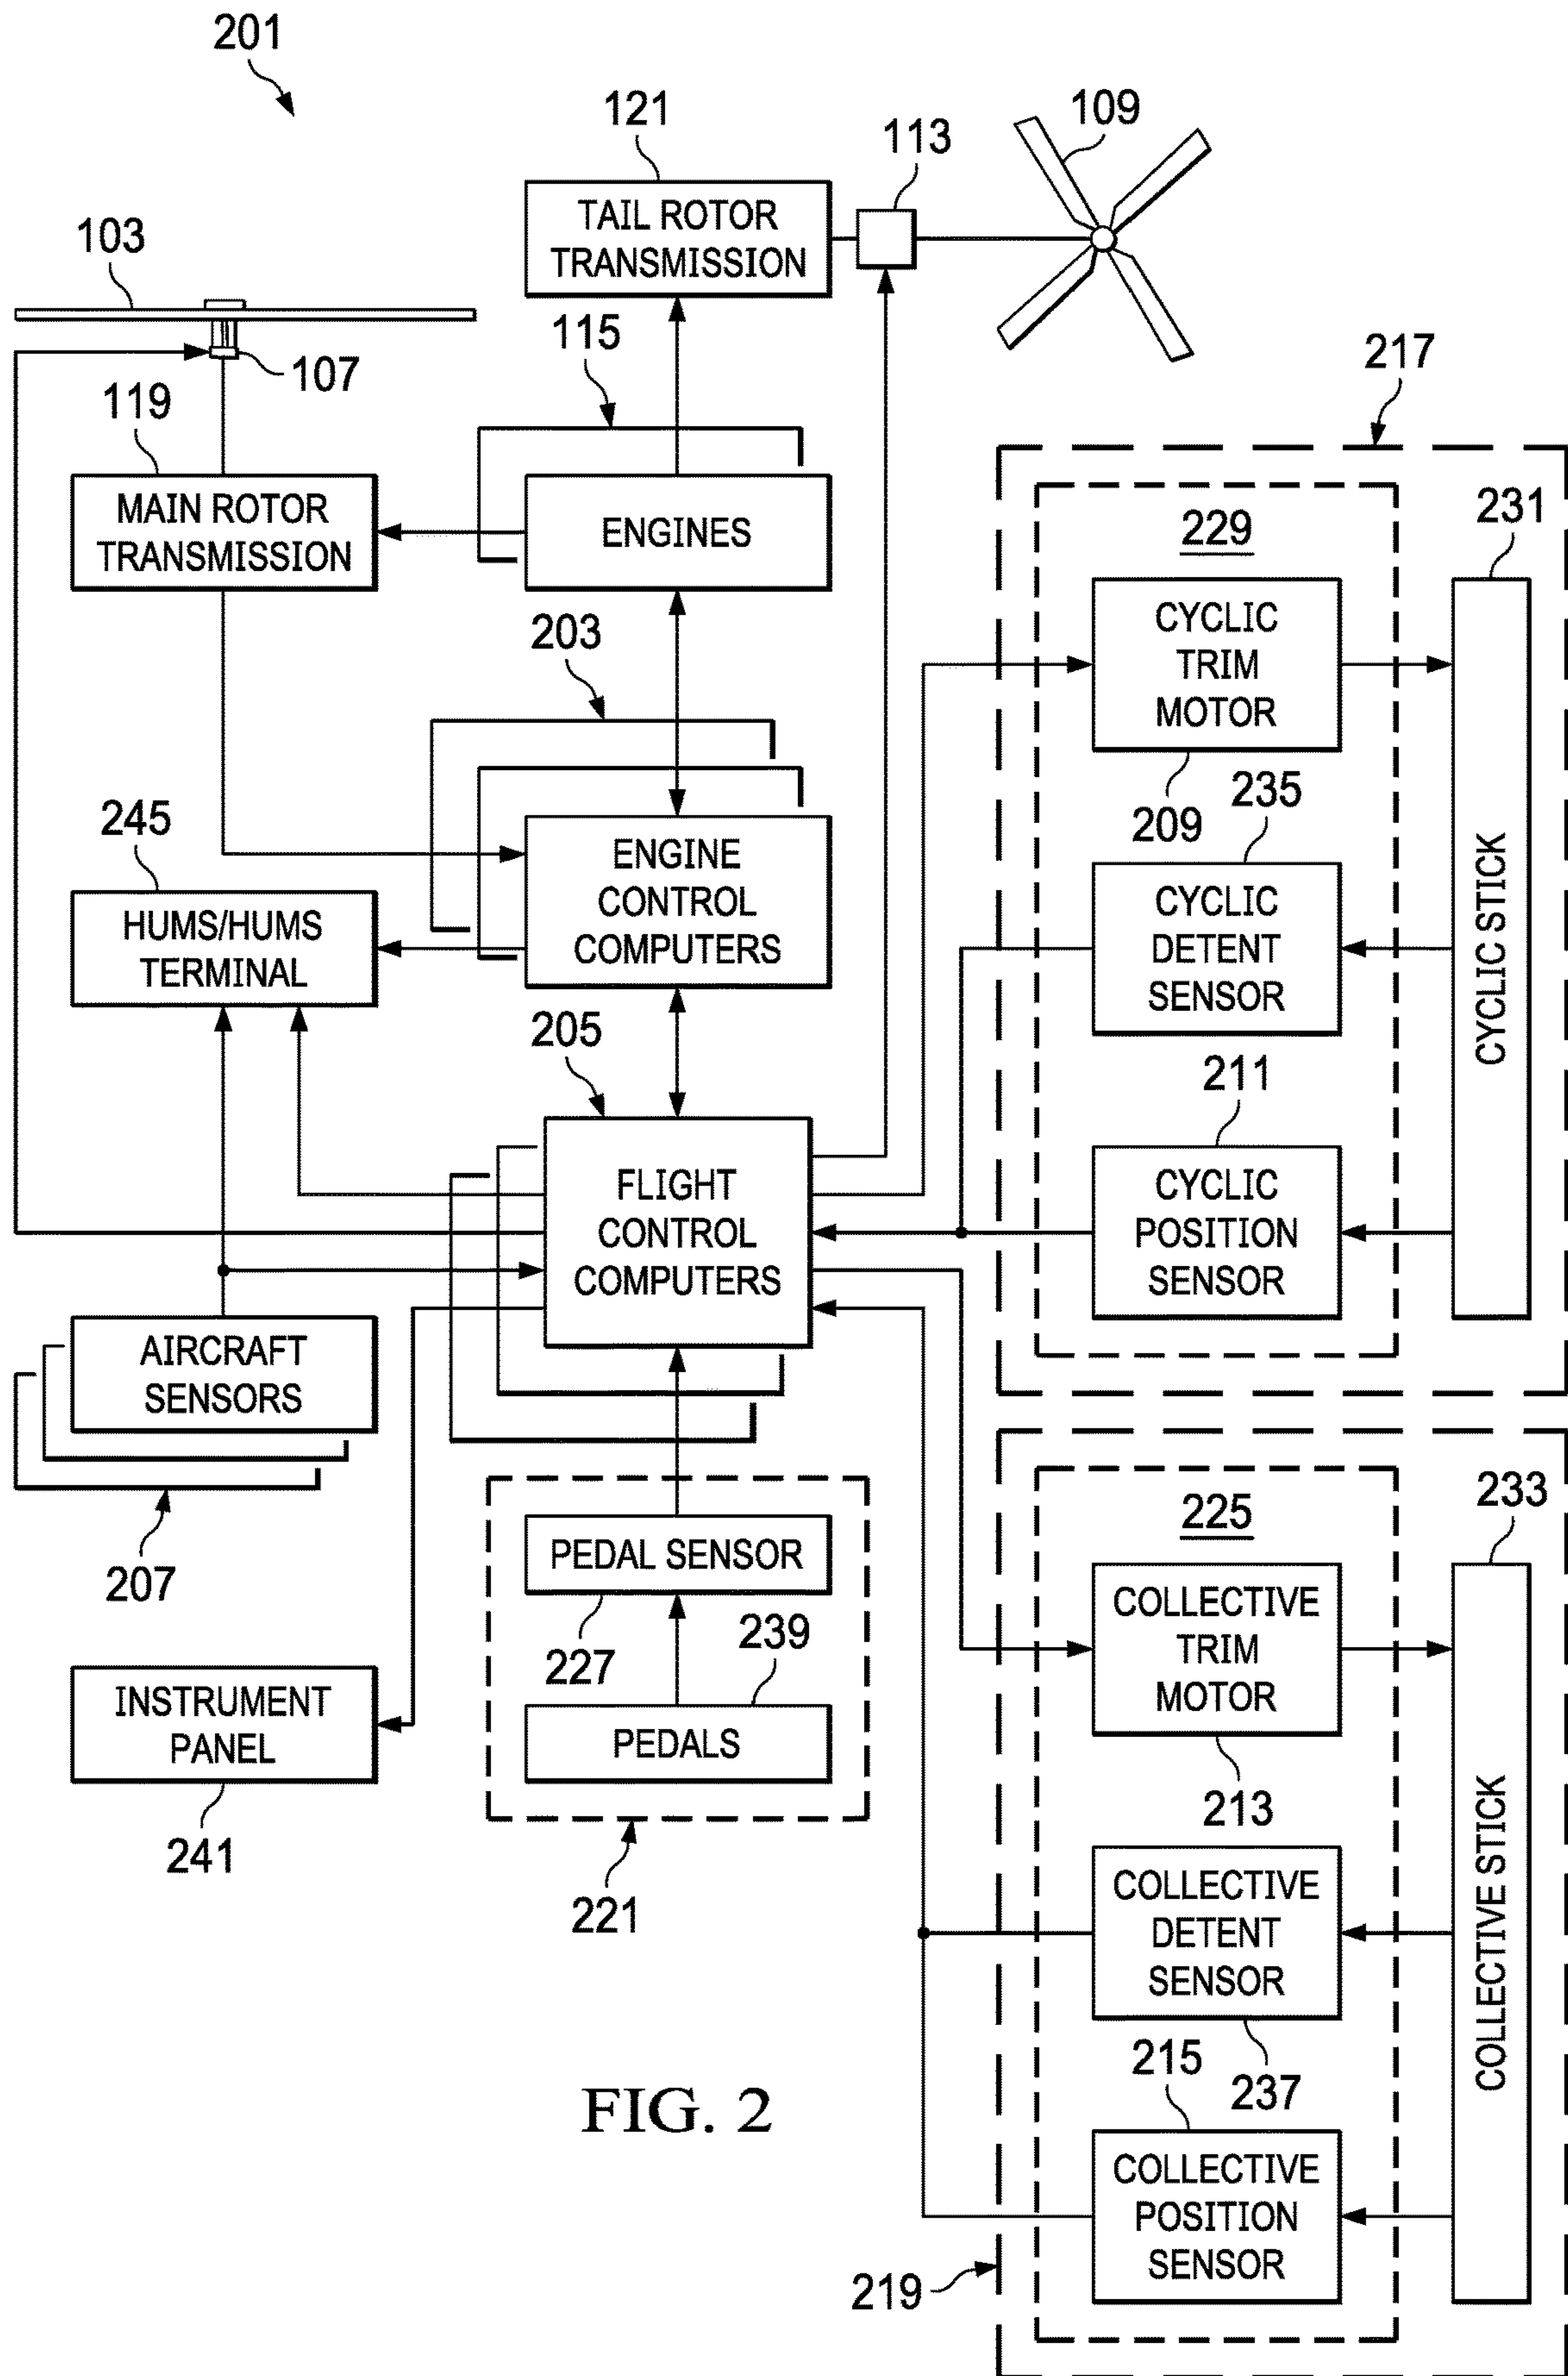 201
121
TAIL ROTOR
TRANSMISSION
113
109
103
107
115
119
MAIN ROTOR
TRANSMISSION
ENGINES
203
245
HUMS/HUMS
TERMINAL
ENGINE
CONTROL
COMPUTERS
205
FLIGHT
CONTROL
COMPUTERS
AIRCRAFT
SENSORS
207
INSTRUMENT
PANEL
241
PEDAL SENSOR
227
239
PEDALS
221
217
229
231
CYCLIC
TRIM
MOTOR
209
235
CYCLIC
DETENT
SENSOR
211
CYCLIC
POSITION
SENSOR
CYCLIC STICK
225
233
COLLECTIVE
TRIM
MOTOR
213
COLLECTIVE
DETENT
SENSOR
237
215
COLLECTIVE
POSITION
SENSOR
COLLECTIVE STICK
219
FIG. 2